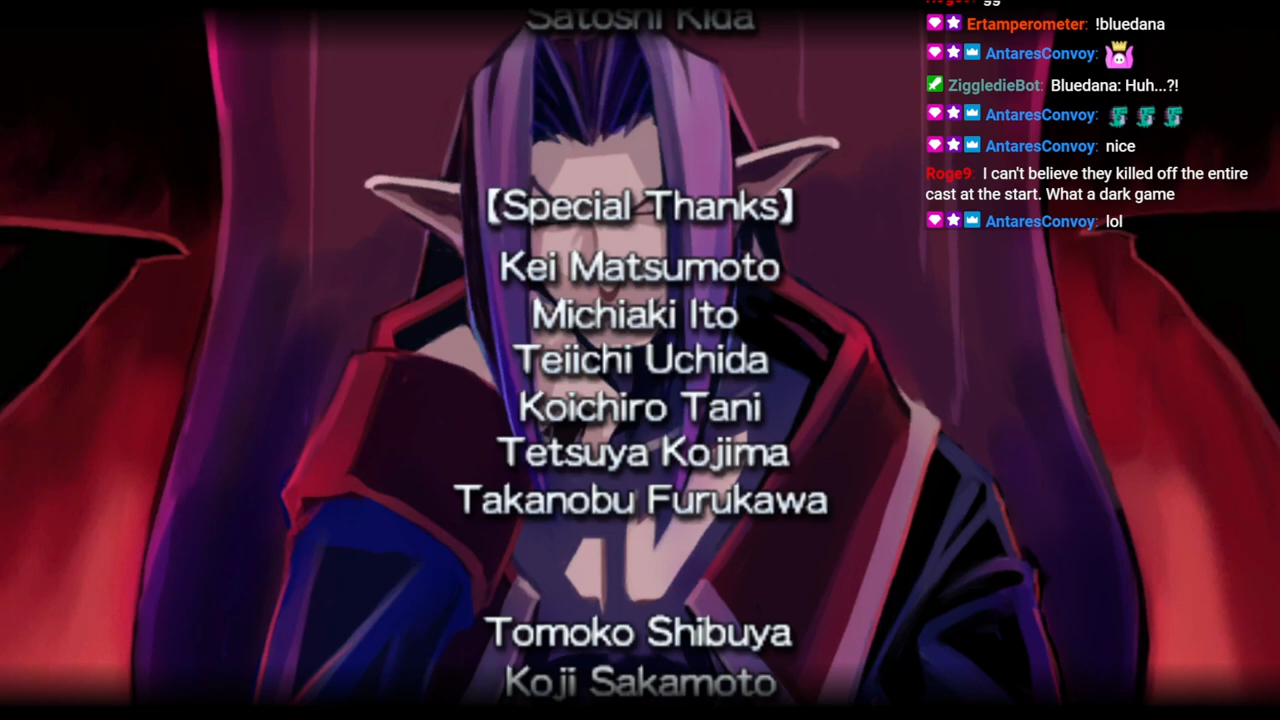 Satoshi Kida
【Special Thanks】
Kei Matsumoto
Michiaki Ito
Teiichi Uchida
Koichiro Tani
Tetsuya Kojima
Takanobu Furukawa
Tomoko Shibuya
Koji Sakamoto
Roge9: gg
Ertamperometer: !bluedana
AntaresConvoy:
ZiggledieBot: Bluedana: Huh...?!
AntaresConvoy:
AntaresConvoy: nice
Roge9: I can't believe they killed off the entire
cast at the start. What a dark game
AntaresConvoy: lol